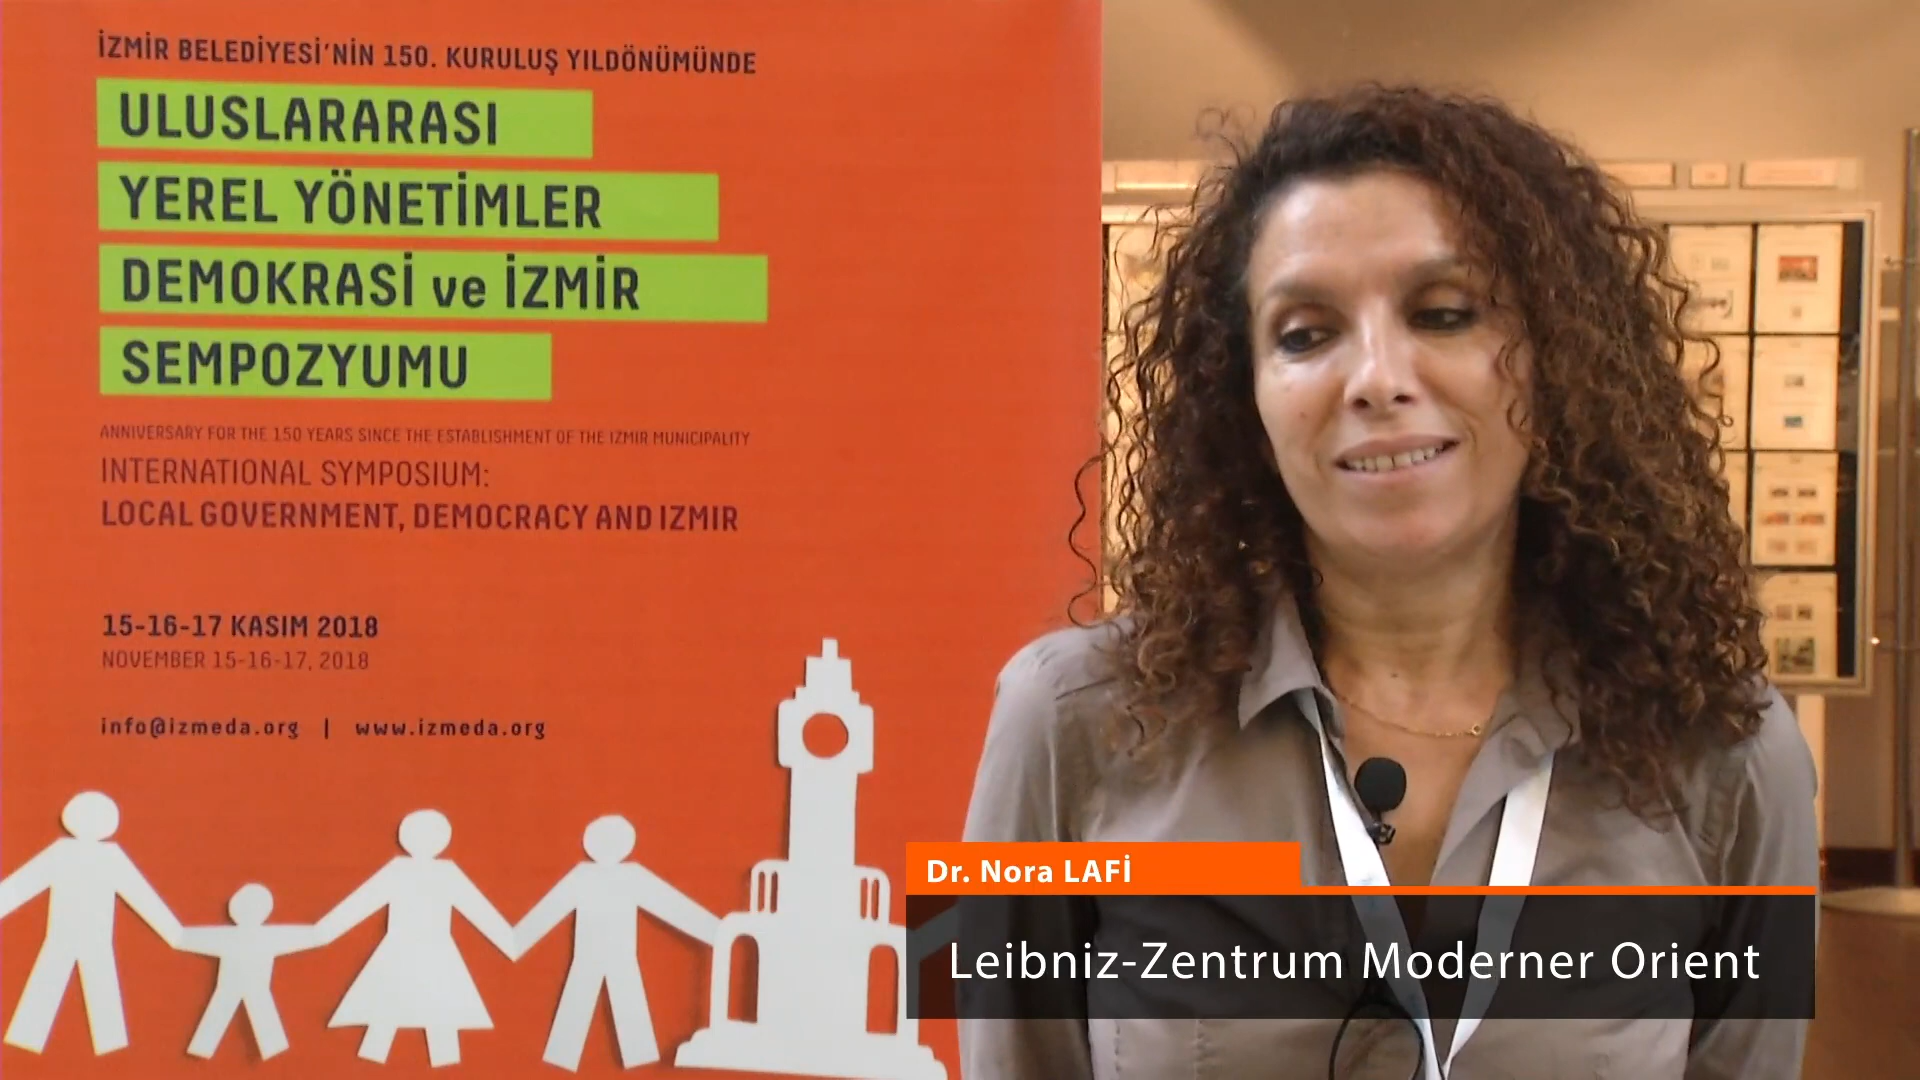 İZMİR BELEDİYESİ'NİN 150. KURULUŞ YILDÖNÜMÜNDE
ULUSLARARASI
YEREL YÖNETİMLER
DEMOKRASİ ve İZMİR
SEMPOZYUMU
ANNIVERSARY FOR THE 150 YEARS SINCE THE ESTABLISHMENT OF THE IZMIR MUNICIPALITY
INTERNATIONAL SYMPOSIUM:
LOCAL GOVERNMENT, DEMOCRACY AND IZMIR
15-16-17 KASIM 2018
NOVEMBER 15-16-17, 2018
info@izmeda.org | www.izmeda.org
Dr. Nora LAFİ
Leibniz-Zentrum Moderner Orient